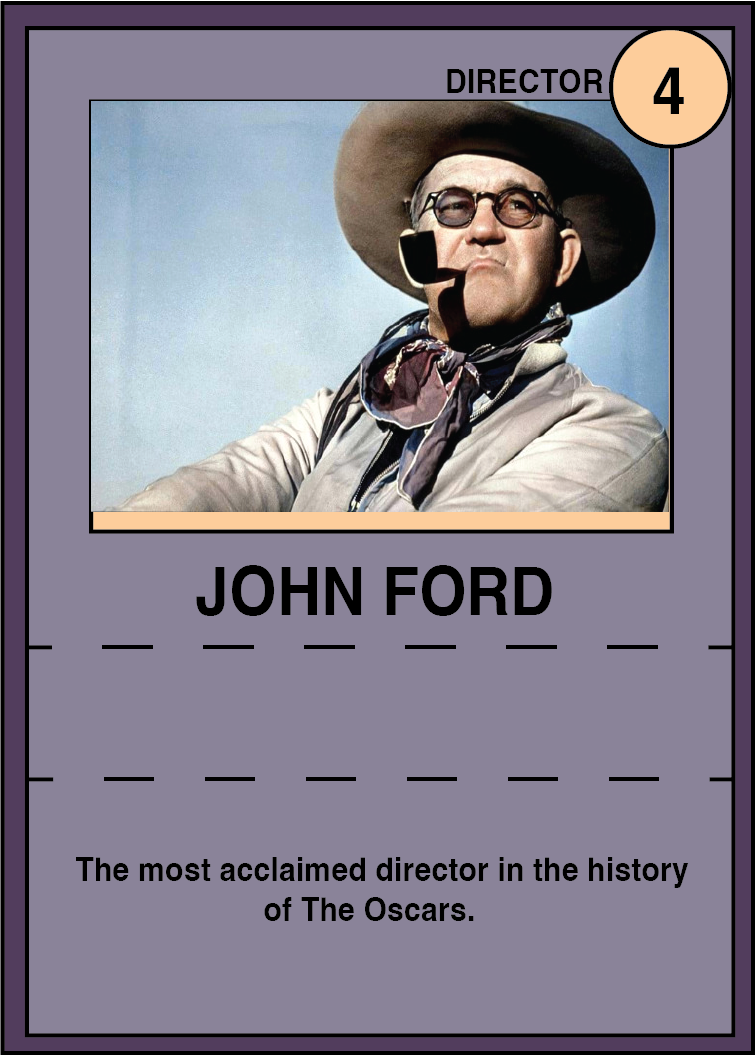 DIRECTOR
4
JOHN FORD
The most acclaimed director in the history
of The Oscars.